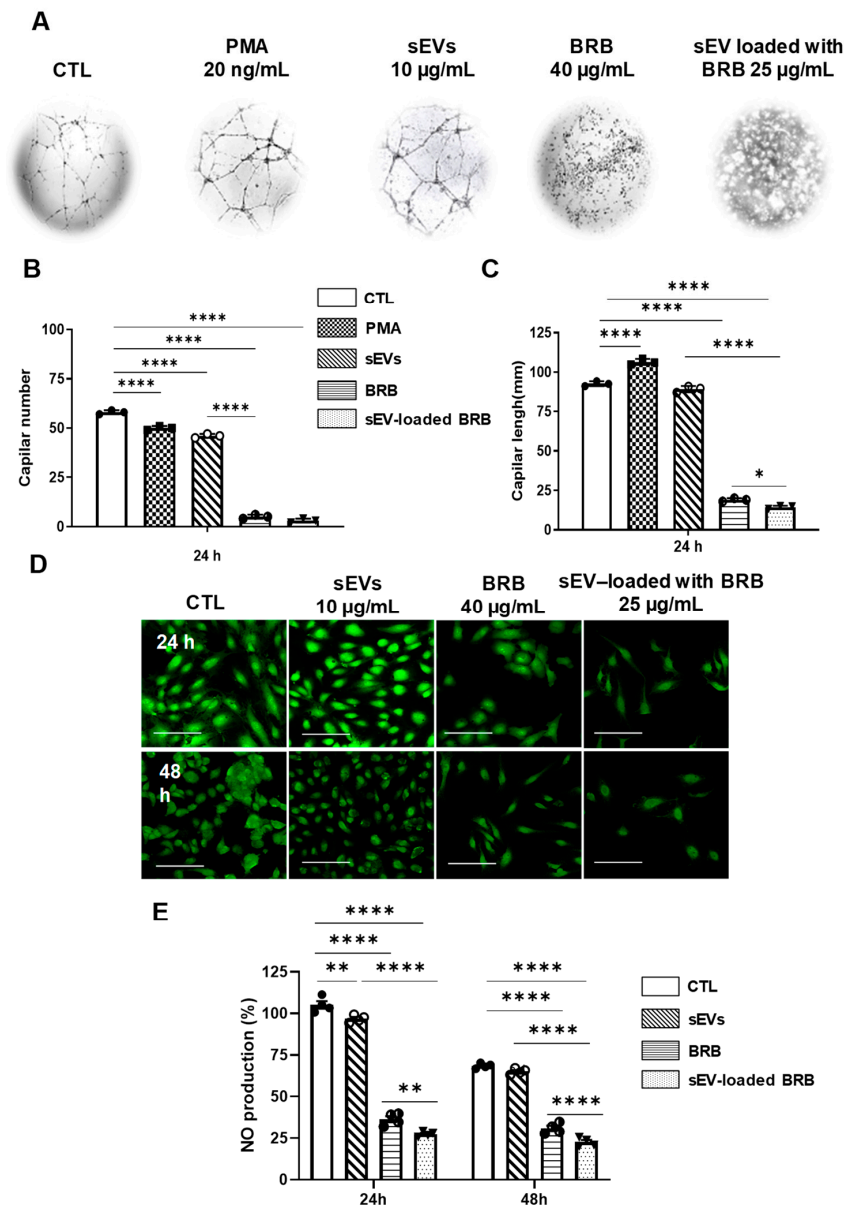 A
CTL
PMA
20 ng/mL
sEVs
10 µg/mL
BRB
40 µg/mL
sEV loaded with
BRB 25 µg/mL
B
Capilar number
100
75
50
25
0
****
****
****
****
****
24 h
CTL
PMA
sEVs
BRB
sEV-loaded BRB
C
Capilar lengh(mm)
125
100
75
50
25
0
****
****
****
****
*
24 h
D
CTL
sEVs
10 µg/mL
BRB
40 µg/mL
sEV–loaded with BRB
25 µg/mL
24 h
48
h
E
NO production (%)
125
100
75
50
25
0
****
****
** ****
**
****
****
****
****
24h
48h
CTL
sEVs
BRB
sEV-loaded BRB